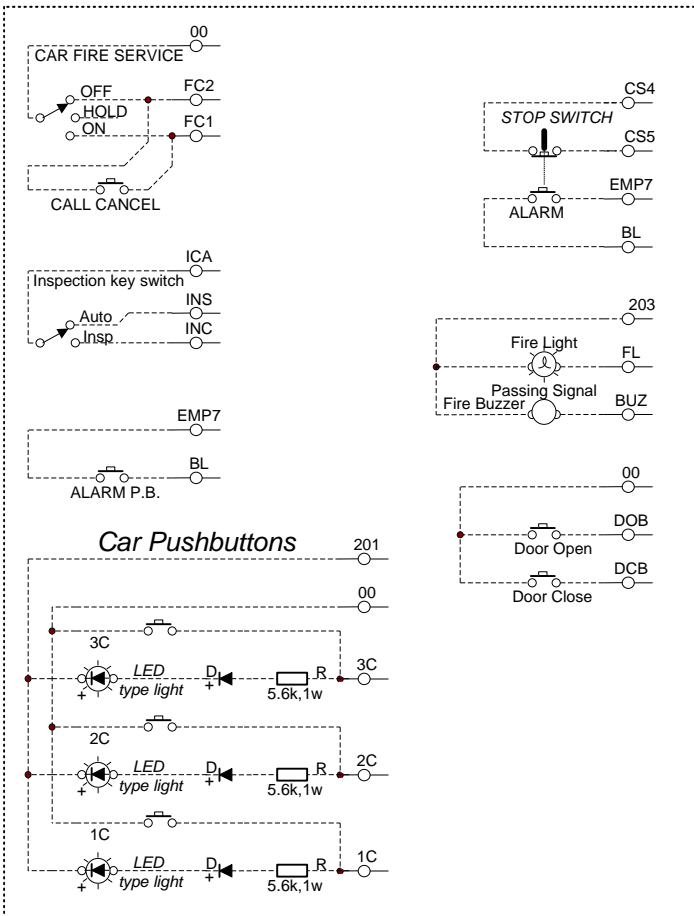 00
CAR FIRE SERVICE
OFF
FC2
HOLD
ON
FC1
CALL CANCEL
ICA
Inspection key switch
INS
Auto
INC
Insp
EMP7
BL
ALARM P.B.
CS4
STOP SWITCH
CS5
EMP7
ALARM
BL
203
Fire Light
FL
Passing Signal
Fire Buzzer
BUZ
00
DOB
Door Open
DCB
Door Close
Car Pushbuttons
201
00
3C
LED
type light
D
+
+
R
5.6k,1w
3C
2C
LED
type light
D
+
+
R
5.6k,1w
2C
1C
LED
type light
D
+
+
R
5.6k,1w
1C